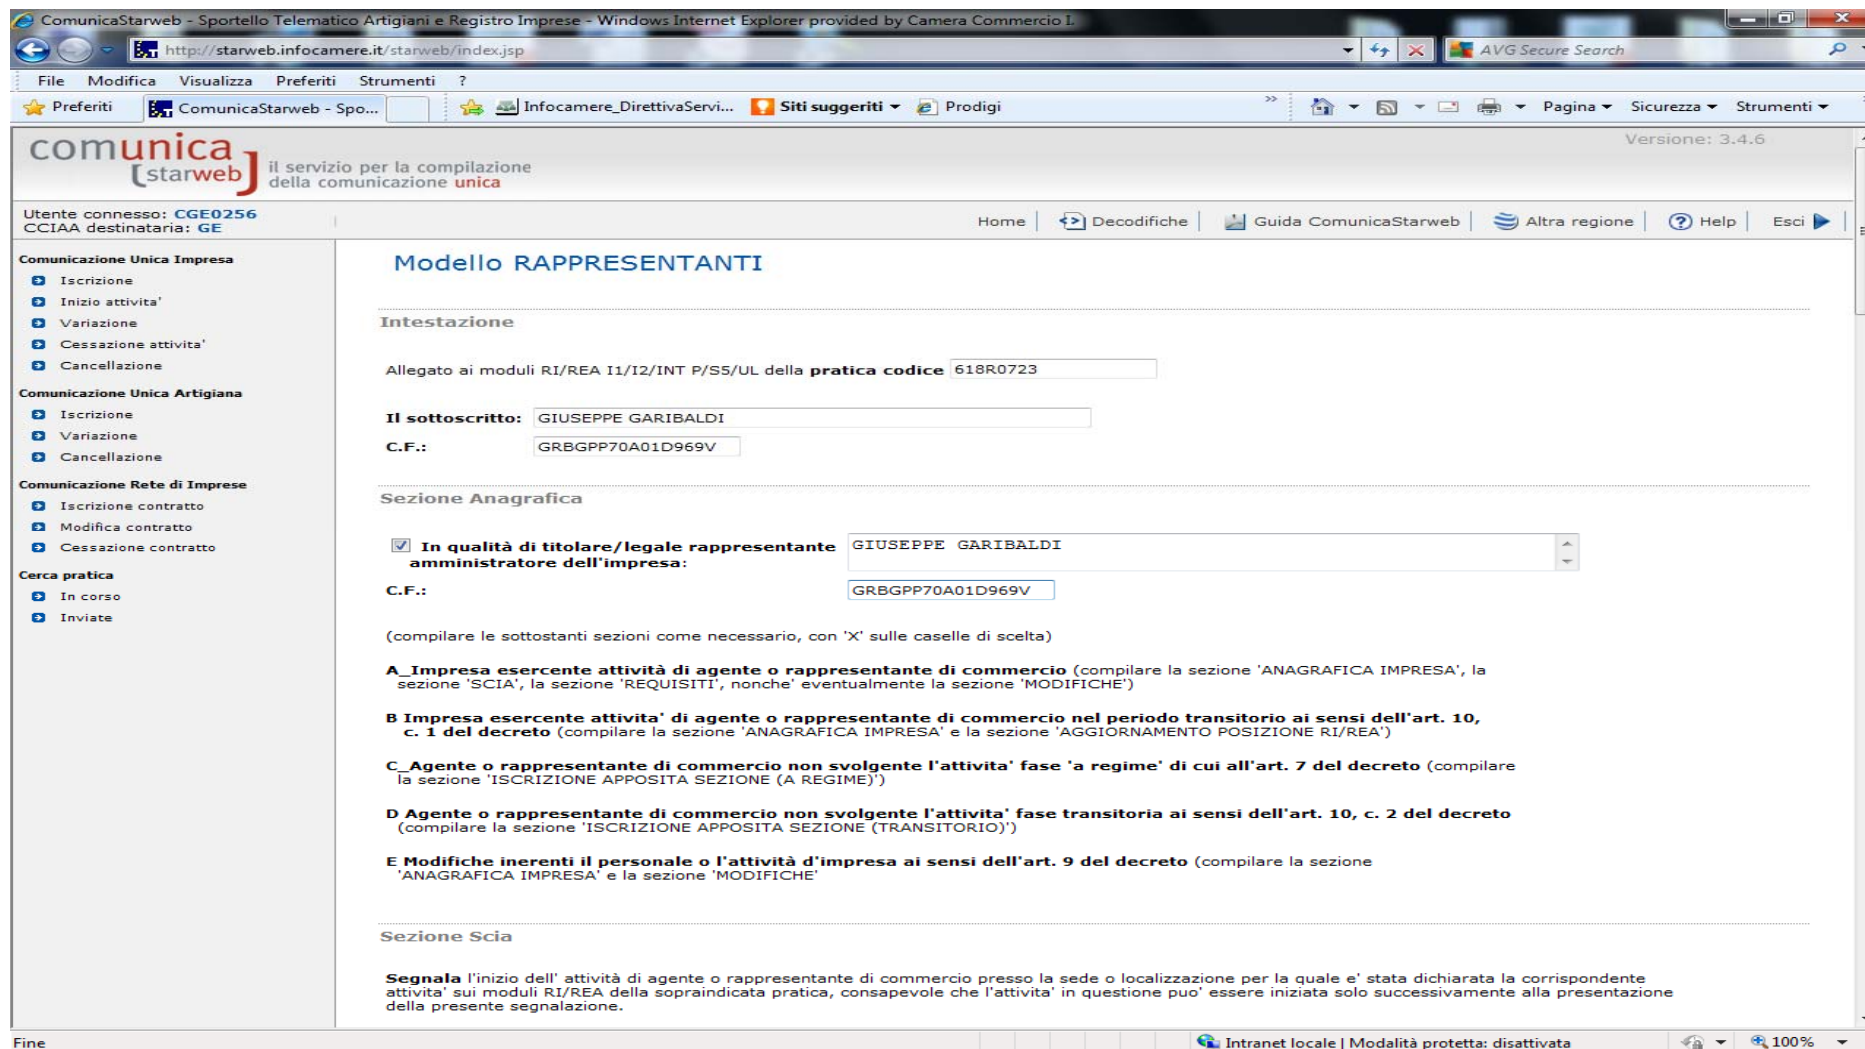 ComunicaStarweb - Sportello Telematico Artigiani e Registro Imprese - Windows Internet Explorer provided by Camera Commercio I.
http://starweb.infocamere.it/starweb/index.jsp
AVG Secure Search
File Modifica Visualizza Preferiti Strumenti ?
Preferiti ComunicaStarweb - Spo... Infocamere_DirettivaServi... Siti suggeriti Prodigi >> Pagina Sicurezza Strumenti
comunica
[starweb]
il servizio per la compilazione
della comunicazione unica
Versione: 3.4.6
Utente connesso: CGE0256
CCIAA destinataria: GE
Home Decodifiche Guida ComunicaStarweb Altra regione Help Esci
Comunicazione Unica Impresa
Iscrizione
Inizio attivita'
Variazione
Cessazione attivita'
Cancellazione
Comunicazione Unica Artigiana
Iscrizione
Variazione
Cancellazione
Comunicazione Rete di Imprese
Iscrizione contratto
Modifica contratto
Cessazione contratto
Cerca pratica
In corso
Inviate
Modello RAPPRESENTANTI
Intestazione
Allegato ai moduli RI/REA I1/I2/INT P/S5/UL della pratica codice 618R0723
Il sottoscritto: GIUSEPPE GARIBALDI
C.F.: GRBGPP70A01D969V
Sezione Anagrafica
In qualità di titolare/legale rappresentante GIUSEPPE GARIBALDI
amministratore dell'impresa:
C.F.: GRBGPP70A01D969V
(compilare le sottostanti sezioni come necessario, con 'X' sulle caselle di scelta)
A_Impresa esercente attività di agente o rappresentante di commercio (compilare la sezione 'ANAGRAFICA IMPRESA', la
sezione 'SCIA', la sezione 'REQUISITI', nonche' eventualmente la sezione 'MODIFICHE')
B Impresa esercente attivita' di agente o rappresentante di commercio nel periodo transitorio ai sensi dell'art. 10,
c. 1 del decreto (compilare la sezione 'ANAGRAFICA IMPRESA' e la sezione 'AGGIORNAMENTO POSIZIONE RI/REA')
C_Agente o rappresentante di commercio non svolgente l'attivita' fase 'a regime' di cui all'art. 7 del decreto (compilare
la sezione 'ISCRIZIONE APPOSITA SEZIONE (A REGIME)')
D Agente o rappresentante di commercio non svolgente l'attivita' fase transitoria ai sensi dell'art. 10, c. 2 del decreto
(compilare la sezione 'ISCRIZIONE APPOSITA SEZIONE (TRANSITORIO)')
E Modifiche inerenti il personale o l'attività d'impresa ai sensi dell'art. 9 del decreto (compilare la sezione
'ANAGRAFICA IMPRESA' e la sezione 'MODIFICHE'
Sezione Scia
Segnala l'inizio dell' attività di agente o rappresentante di commercio presso la sede o localizzazione per la quale e' stata dichiarata la corrispondente
attivita' sui moduli RI/REA della sopraindicata pratica, consapevole che l'attivita' in questione puo' essere iniziata solo successivamente alla presentazione
della presente segnalazione.
Fine Intranet locale | Modalità protetta: disattivata 100%